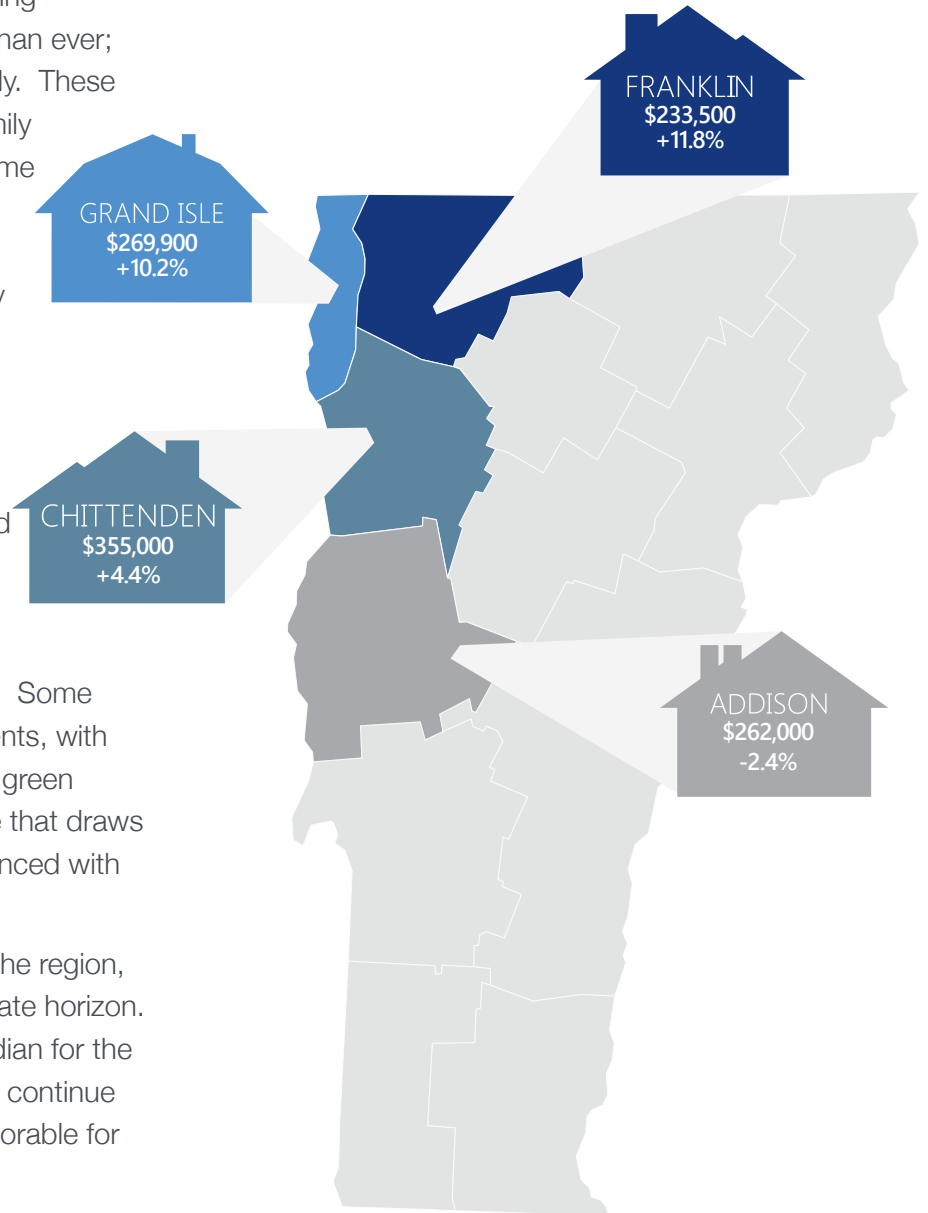 han ever;
ly. These
nily
me
FRANKLIN
$233,500
+11.8%
GRAND ISLE
$269,900
+10.2%
y
CHITTENDEN
$355,000
+4.4%
d
ADDISON
$262,000
-2.4%
Some
ents, with
green
e that draws
nced with
he region,
ate horizon.
dian for the
continue
orable for